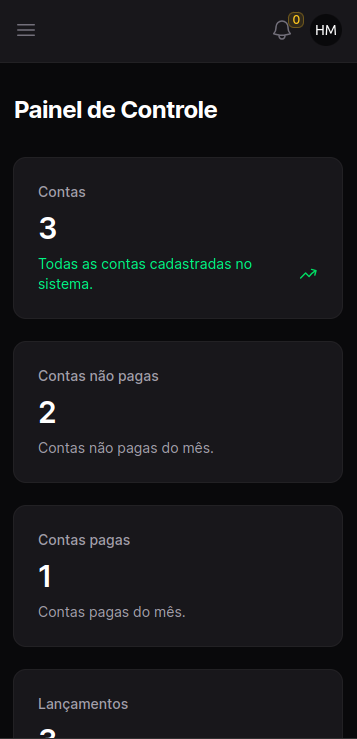 0
HM
Painel de Controle
Contas
3
Todas as contas cadastradas no
sistema.
Contas não pagas
2
Contas não pagas do mês.
Contas pagas
1
Contas pagas do mês.
Lançamentos